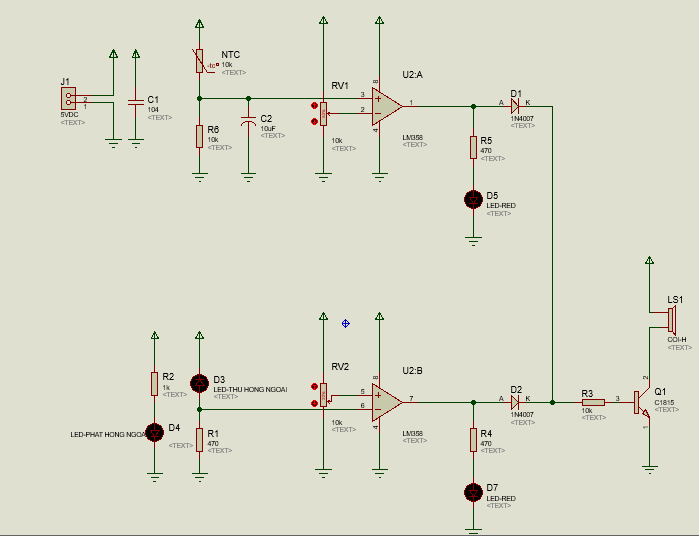 J1
2
1
5VDC
<TEXT>
C1
104
<TEXT>
NTC
10k
<TEXT>
-tc°
R6
10k
<TEXT>
C2
10uF
<TEXT>
RV1
10k
<TEXT>
U2:A
8
3
2
1
4
LM358
<TEXT>
D1
A
K
1N4007
<TEXT>
R5
470
<TEXT>
D5
LED-RED
<TEXT>
LS1
COI-H
<TEXT>
R2
1k
<TEXT>
D3
LED-THU HONG NGOAI
<TEXT>
D4
LED-PHAT HONG NGOA
<TEXT>
R1
470
<TEXT>
RV2
10k
<TEXT>
U2:B
8
5
6
7
4
LM358
<TEXT>
D2
A
K
1N4007
<TEXT>
R4
470
<TEXT>
D7
LED-RED
<TEXT>
R3
10k
<TEXT>
2
3
1
Q1
C1815
<TEXT>